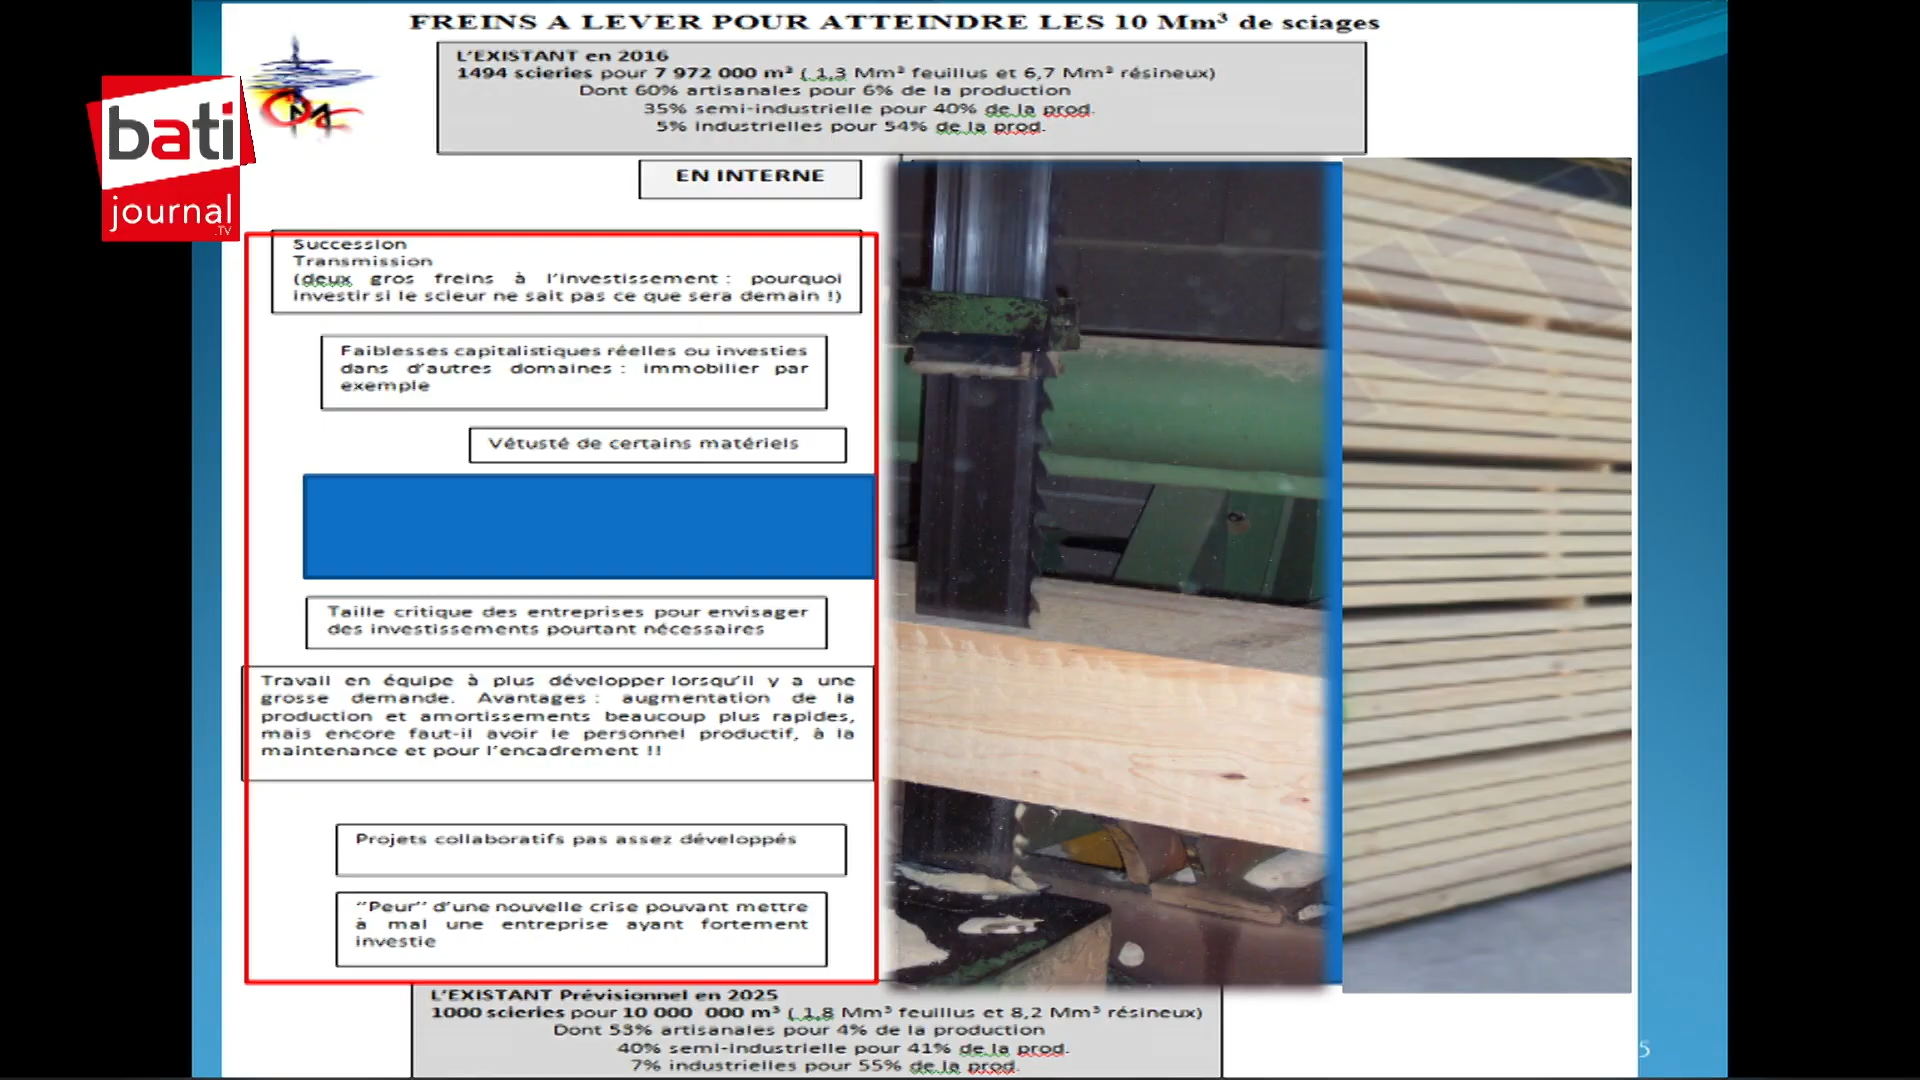 FREINS A LEVER POUR ATTEINDRE LES 10 Mm³ de sciages
L'EXISTANT en 2016
1494 scieries pour 7 972 000 m³ ( 1,3 Mm³ feuillus et 6,7 Mm³ résineux)
Dont 60% artisanales pour 6% de la production
35% semi-industrielle pour 40% de la prod.
5% industrielles pour 54% de la prod.
bati
journal
.TV
EN INTERNE
Succession
Transmission
(deux gros freins à l'investissement : pourquoi
investir si le scieur ne sait pas ce que sera demain !)
Faiblesses capitalistiques réelles ou investies
dans d'autres domaines : immobilier par
exemple
Vétusté de certains matériels
Taille critique des entreprises pour envisager
des investissements pourtant nécessaires
Travail en équipe à plus développer lorsqu'il y a une
grosse demande. Avantages : augmentation de la
production et amortissements beaucoup plus rapides,
mais encore faut-il avoir le personnel productif, à la
maintenance et pour l'encadrement !!
Projets collaboratifs pas assez développés
"Peur" d'une nouvelle crise pouvant mettre
à mal une entreprise ayant fortement
investie
L'EXISTANT Prévisionnel en 2025
1000 scieries pour 10 000 000 m³ ( 1,8 Mm³ feuillus et 8,2 Mm³ résineux)
Dont 53% artisanales pour 4% de la production
40% semi-industrielle pour 41% de la prod.
7% industrielles pour 55% de la prod.
5